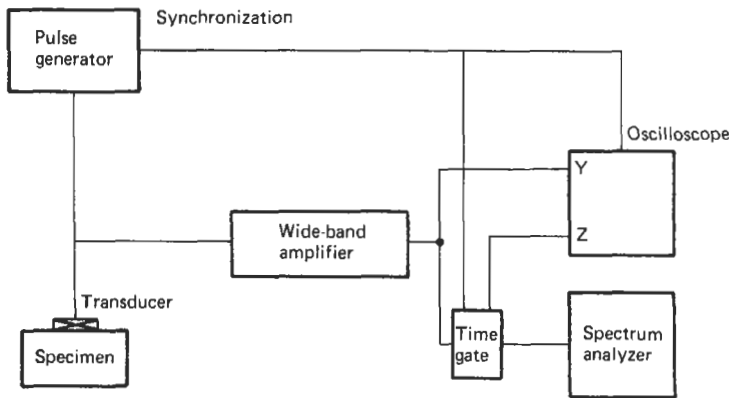 Synchronization
Pulse
generator
Oscilloscope
Y
Wide-band
amplifier
Z
Transducer
Time
gate
Spectrum
analyzer
Specimen